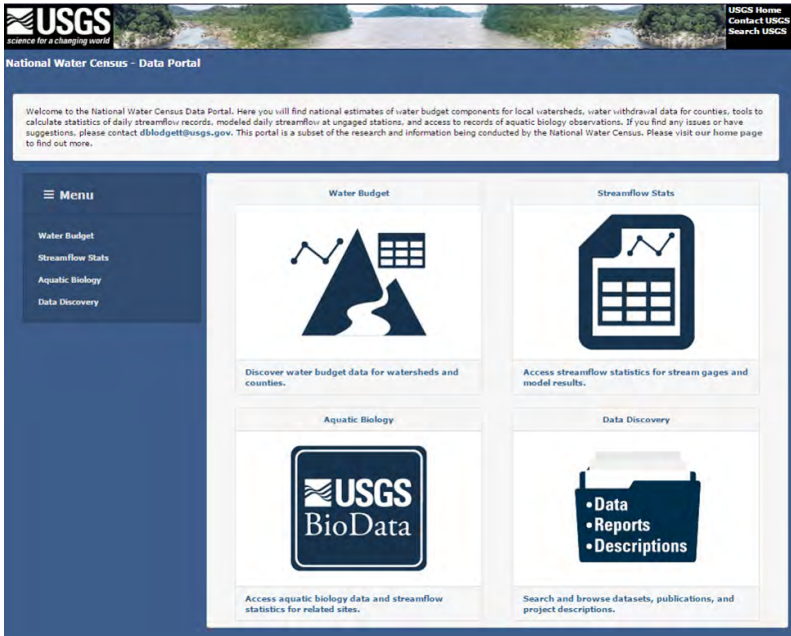 USGS
science for a changing world
USGS Home
Contact USGS
Search USGS
National Water Census - Data Portal
Welcome to the National Water Census Data Portal. Here you will find national estimates of water budget components for local watersheds, water withdrawal data for counties, tools to
calculate statistics of daily streamflow records, modeled daily streamflow at ungaged stations, and access to records of aquatic biology observations. If you find any issues or have
suggestions, please contact dblodgett@usgs.gov. This portal is a subset of the research and information being conducted by the National Water Census. Please visit our home page
to find out more.
Menu
Water Budget
Streamflow Stats
Aquatic Biology
Data Discovery
Water Budget
Discover water budget data for watersheds and
counties.
Streamflow Stats
Access streamflow statistics for stream gages and
model results.
Aquatic Biology
USGS
BioData
Access aquatic biology data and streamflow
statistics for related sites.
Data Discovery
•Data
•Reports
•Descriptions
Search and browse datasets, publications, and
project descriptions.